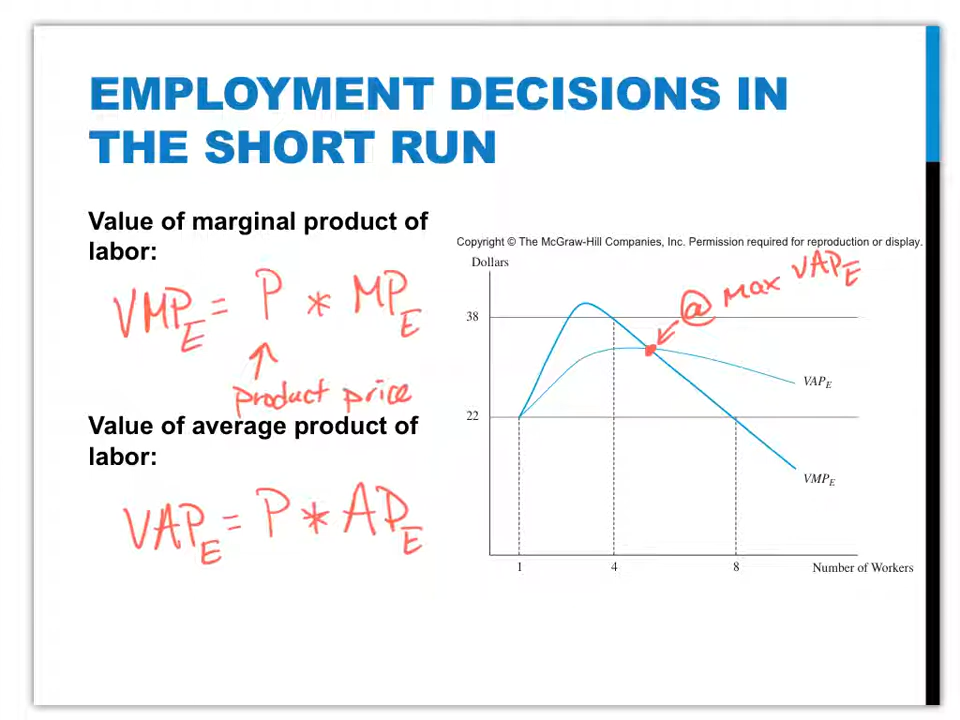 EMPLOYMENT DECISIONS IN
THE SHORT RUN
Value of marginal product of
labor:
VMP_E = P * MP_E
↑
product price
Value of average product of
labor:
VAP_E = P * AP_E
Copyright © The McGraw-Hill Companies, Inc. Permission required for reproduction or display.
Dollars
@ max VAP_E
38
VAP_E
22
VMP_E
1 4 8 Number of Workers